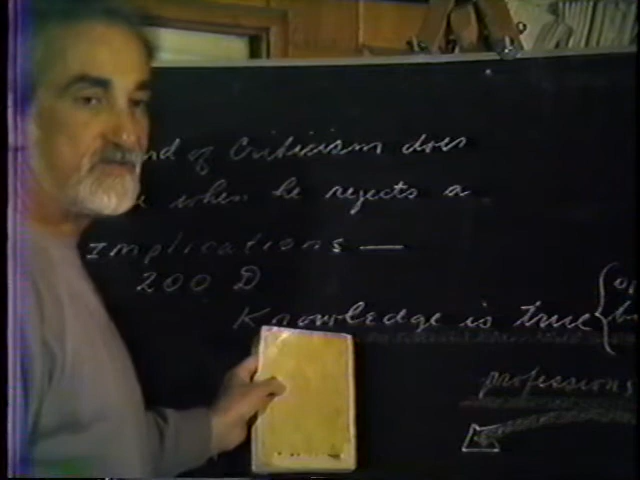 nd of Criticism does
when he rejects a
Implications —
200 D
Knowledge is true {
professions